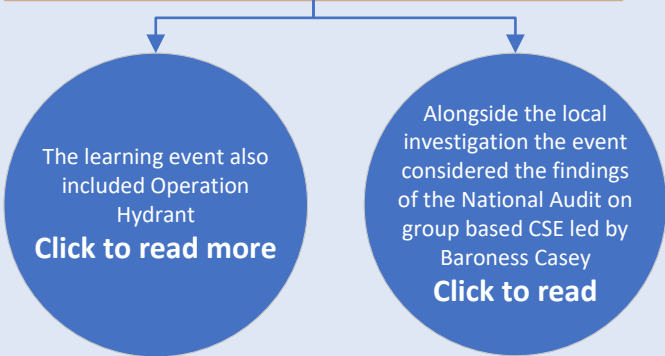 The learning event also
included Operation
Hydrant
Click to read more
Alongside the local
investigation the event
considered the findings
of the National Audit on
group based CSE led by
Baroness Casey
Click to read